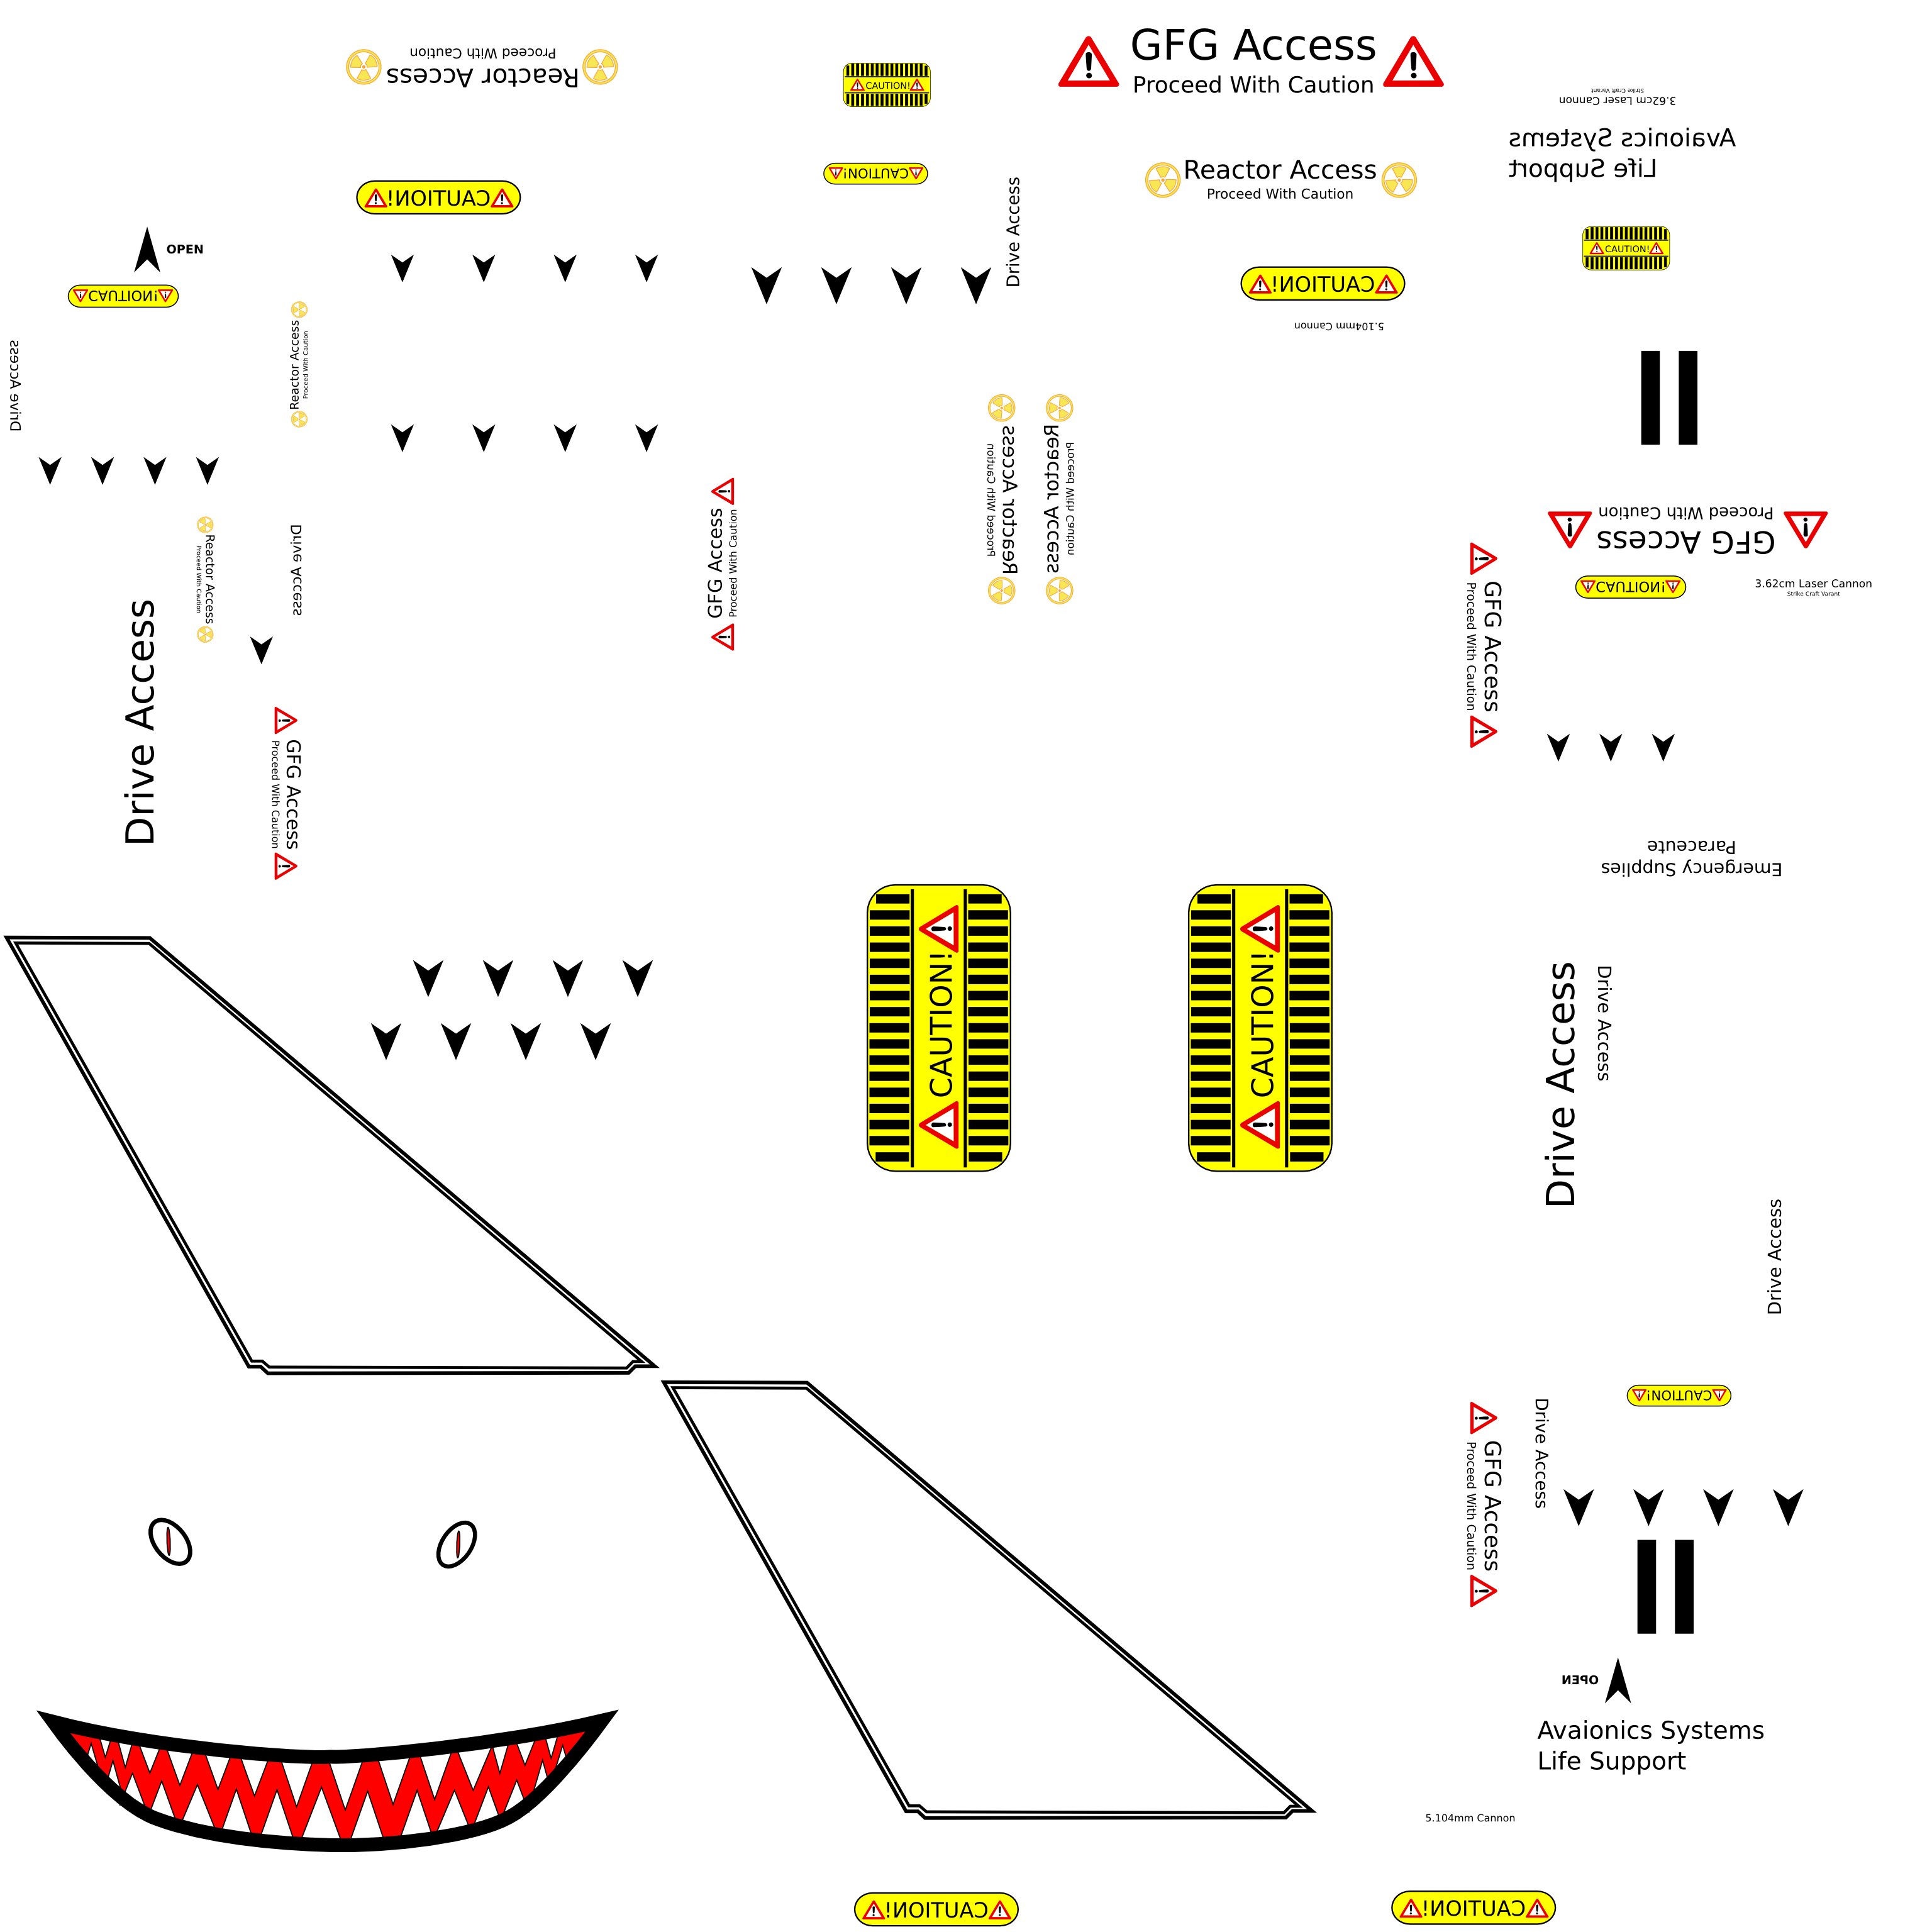 Proceed With Caution
Reactor Access
CAUTION!
GFG Access
Proceed With Caution
Strike Craft Varant
3.62cm Laser Cannon
Avaionics Systems
Life Support
CAUTION!
Reactor Access
Proceed With Caution
CAUTION!
Drive Access
OPEN
CAUTION!
CAUTION!
CAUTION!
5.104mm Cannon
Drive Access
Reactor Access
Proceed With Caution
Reactor Access
Proceed With Caution
Reactor Access
Proceed With Caution
GFG Access
Proceed With Caution
Proceed With Caution
GFG Access
CAUTION!
3.62cm Laser Cannon
Strike Craft Varant
Reactor Access
Proceed With Caution
Drive Access
Drive Access
GFG Access
Proceed With Caution
GFG Access
Proceed With Caution
Paraceute
Emergency Supplies
CAUTION!
CAUTION!
Drive Access
Drive Access
Drive Access
CAUTION!
GFG Access
Proceed With Caution
Drive Access
OPEN
Avaionics Systems
Life Support
5.104mm Cannon
CAUTION!
CAUTION!